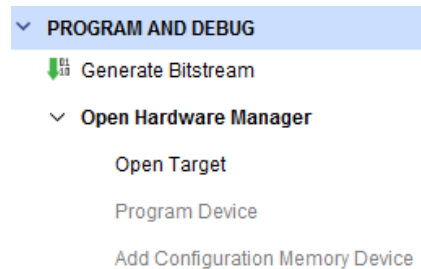 PROGRAM AND DEBUG
Generate Bitstream
Open Hardware Manager
Open Target
Program Device
Add Configuration Memory Device